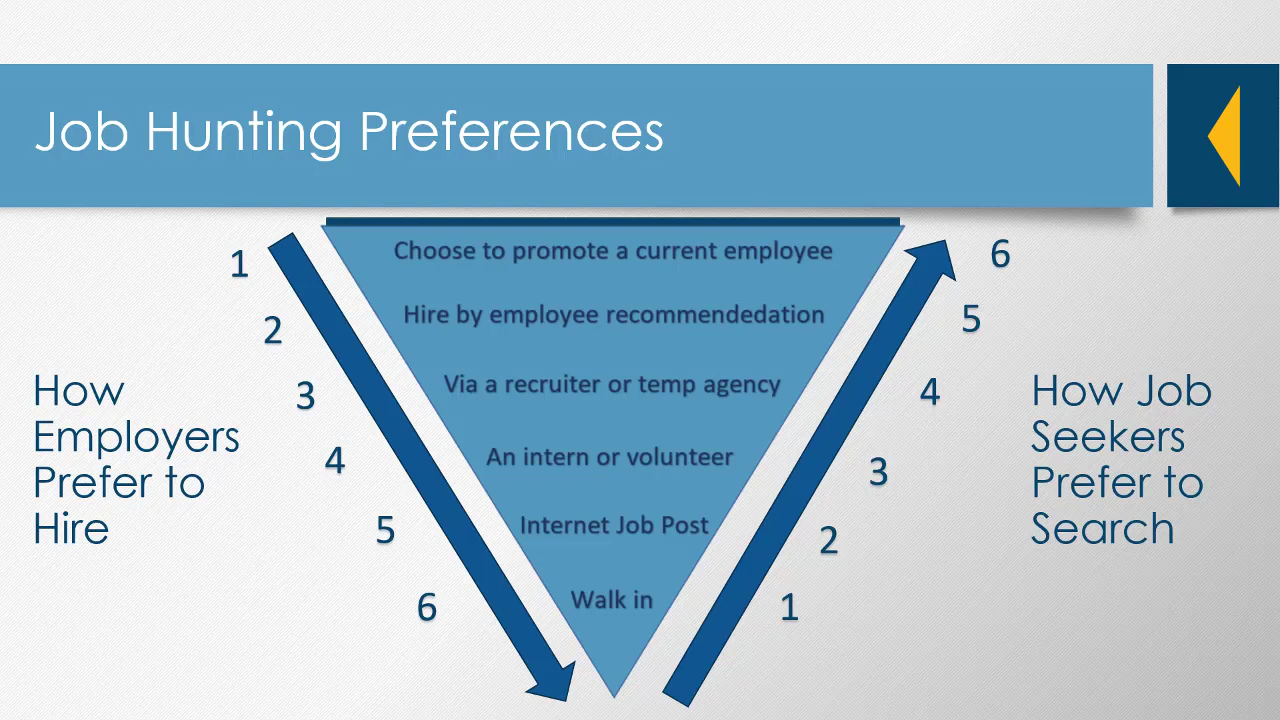 Job Hunting Preferences
1
Choose to promote a current employee
6
2
Hire by employee recommendedation
5
3
Via a recruiter or temp agency
4
4
An intern or volunteer
3
5
Internet Job Post
2
6
Walk in
1
How
Employers
Prefer to
Hire
How Job
Seekers
Prefer to
Search